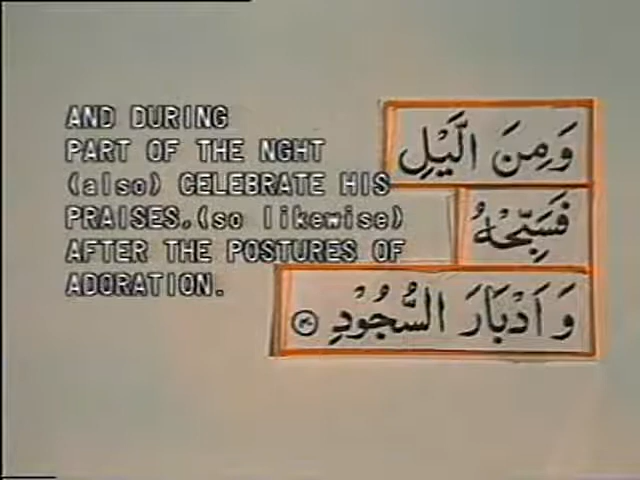 AND DURING
PART OF THE NGHT
(also) CELEBRATE HIS
PRAISES.(so likewise)
AFTER THE POSTURES OF
ADORATION.
وَمِنَ الَّيْلِ
فَسَبِّحْهُ
وَاَدْبَارَ السُّجُوْدِ ۴۰